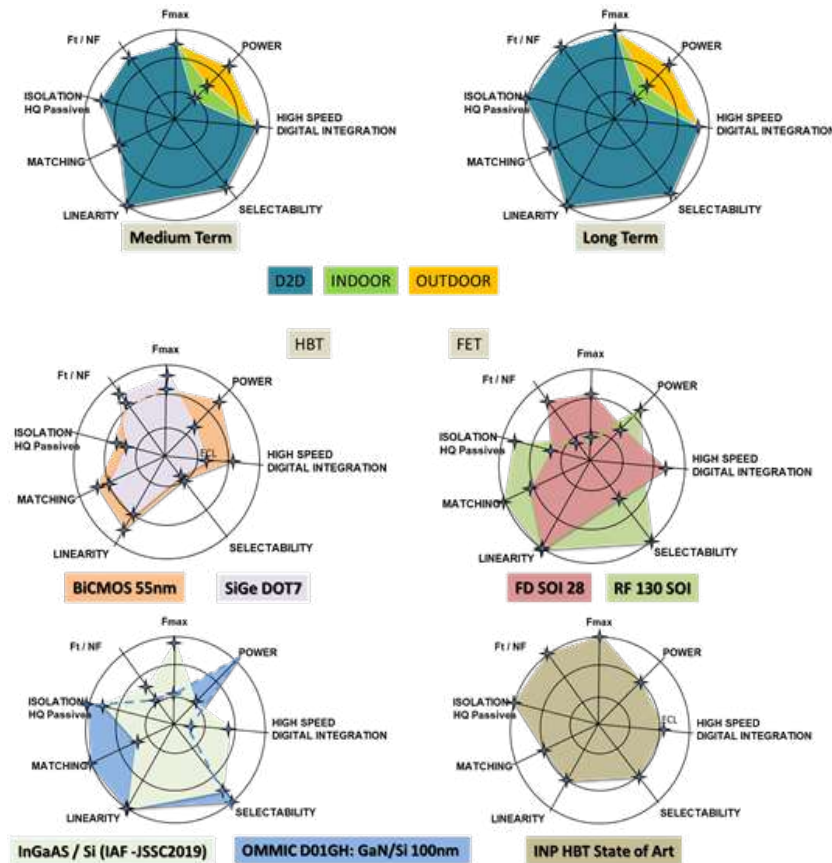 Fmax
Ft / NF
POWER
ISOLATION
HQ Passives
HIGH SPEED
DIGITAL INTEGRATION
MATCHING
LINEARITY
SELECTABILITY
Medium Term
Fmax
Ft / NF
POWER
ISOLATION
HQ Passives
HIGH SPEED
DIGITAL INTEGRATION
MATCHING
LINEARITY
SELECTABILITY
Long Term
D2D
INDOOR
OUTDOOR
HBT
FET
Fmax
Ft / NF
POWER
ISOLATION
HQ Passives
ECL
HIGH SPEED
DIGITAL INTEGRATION
MATCHING
LINEARITY
SELECTABILITY
BiCMOS 55nm
SiGe DOT7
Fmax
Ft / NF
POWER
ISOLATION
HQ Passives
HIGH SPEED
DIGITAL INTEGRATION
MATCHING
LINEARITY
SELECTABILITY
FD SOI 28
RF 130 SOI
Fmax
Ft / NF
POWER
ISOLATION
HQ Passives
HIGH SPEED
DIGITAL INTEGRATION
MATCHING
LINEARITY
SELECTABILITY
InGaAS / Si (IAF -JSSC2019)
OMMIC D01GH: GaN/Si 100nm
Fmax
Ft / NF
POWER
ISOLATION
HQ Passives
ECL
HIGH SPEED
DIGITAL INTEGRATION
MATCHING
LINEARITY
SELECTABILITY
INP HBT State of Art